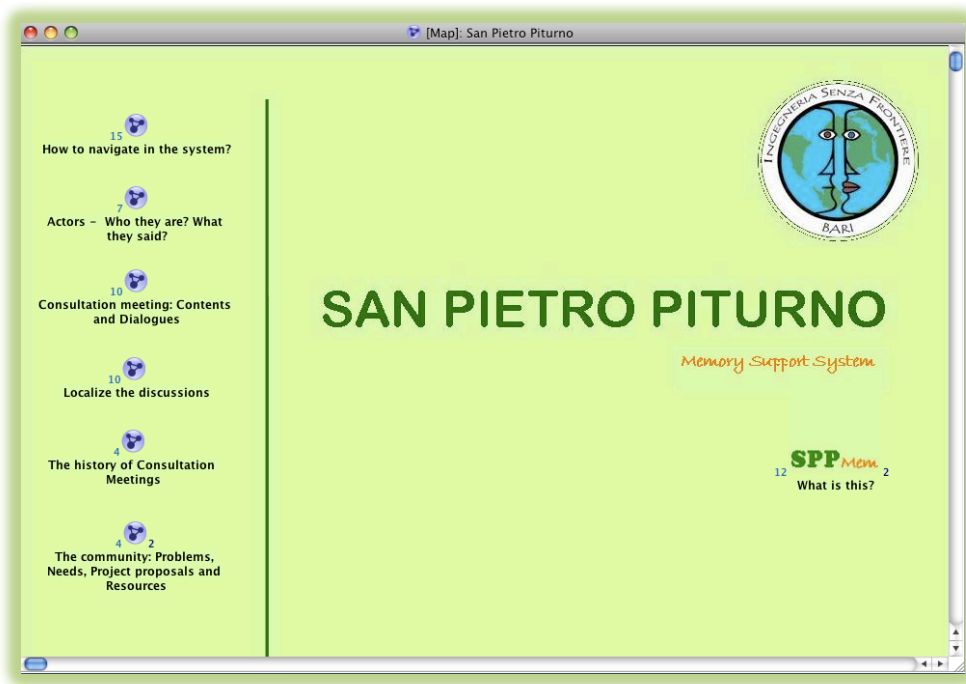 [Map]: San Pietro Piturno
15
How to navigate in the system?
7
Actors - Who they are? What
they said?
10
Consultation meeting: Contents
and Dialogues
10
Localize the discussions
4
The history of Consultation
Meetings
4 2
The community: Problems,
Needs, Project proposals and
Resources
INGEGNERIA SENZA FRONTIERE
BARI
SAN PIETRO PITURNO
Memory Support System
12 SPP Mem 2
What is this?